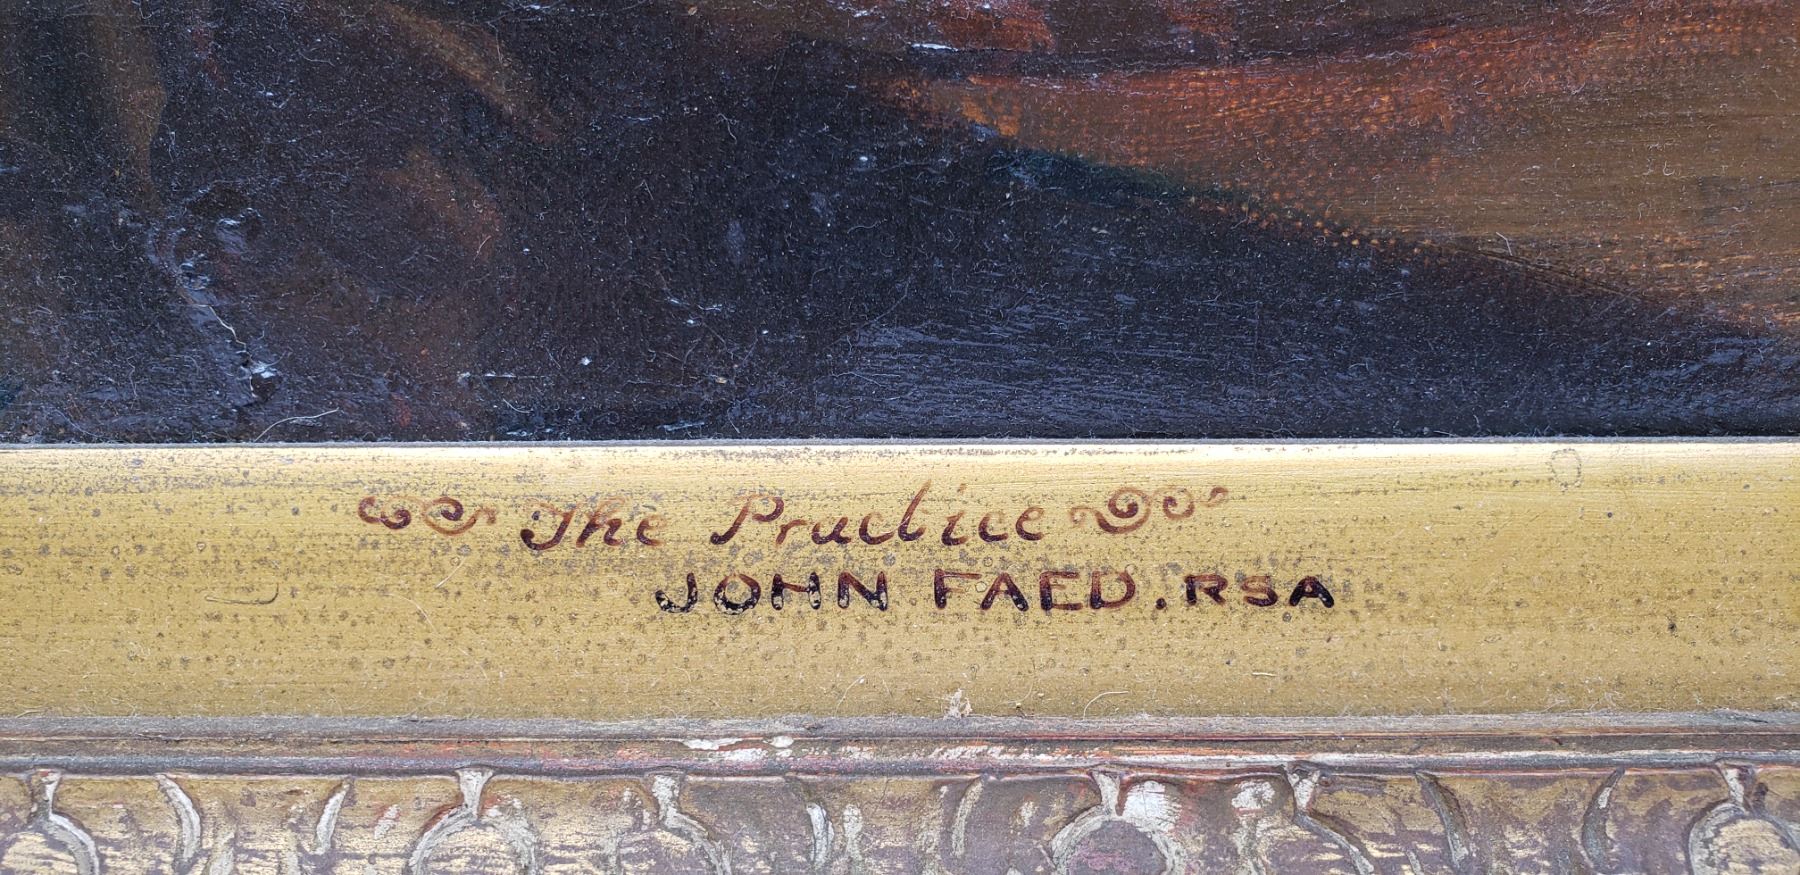 The Practice
JOHN FAED. RSA